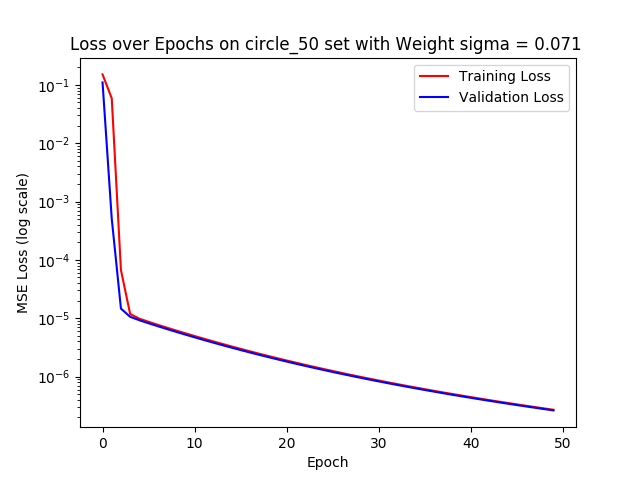 Loss over Epochs on circle_50 set with Weight sigma = 0.071
Training Loss
Validation Loss
MSE Loss (log scale)
10⁻¹
10⁻²
10⁻³
10⁻⁴
10⁻⁵
10⁻⁶
0 10 20 30 40 50
Epoch